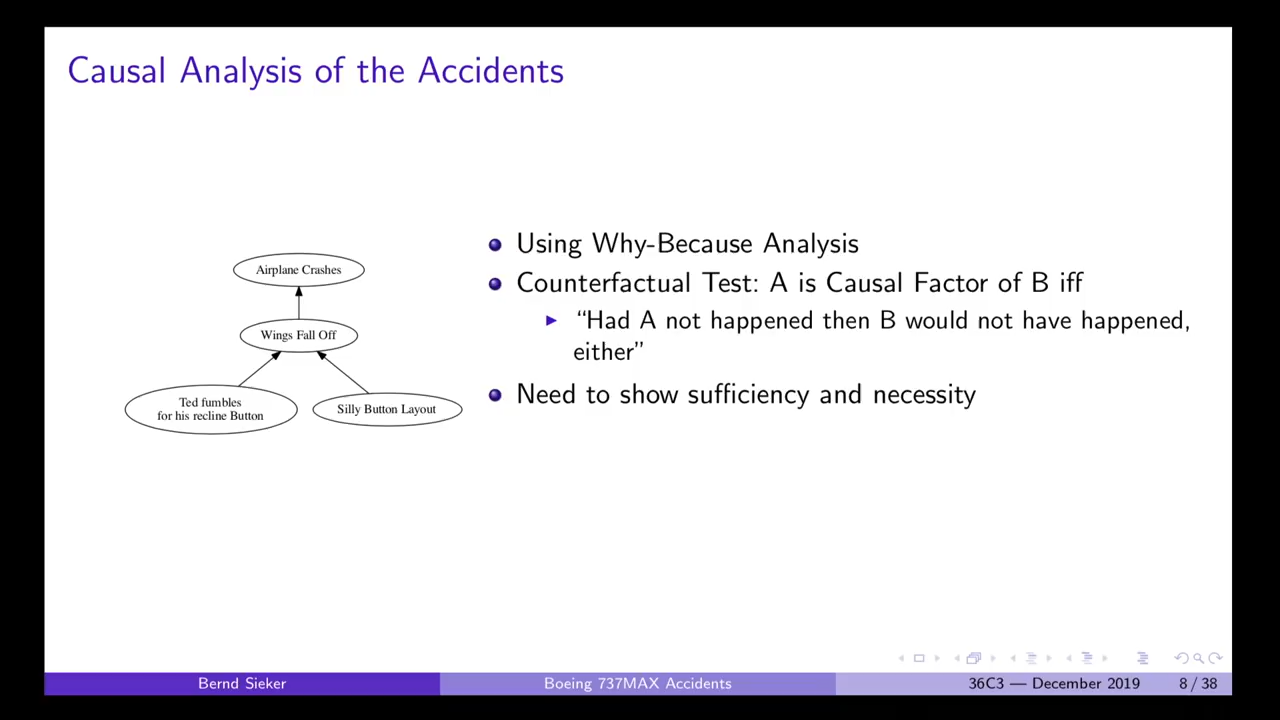 Causal Analysis of the Accidents
Airplane Crashes
Wings Fall Off
Ted fumbles
for his recline Button
Silly Button Layout
Using Why-Because Analysis
Counterfactual Test: A is Causal Factor of B iff
“Had A not happened then B would not have happened,
either”
Need to show sufficiency and necessity
Bernd Sieker
Boeing 737MAX Accidents
36C3 — December 2019
8 / 38